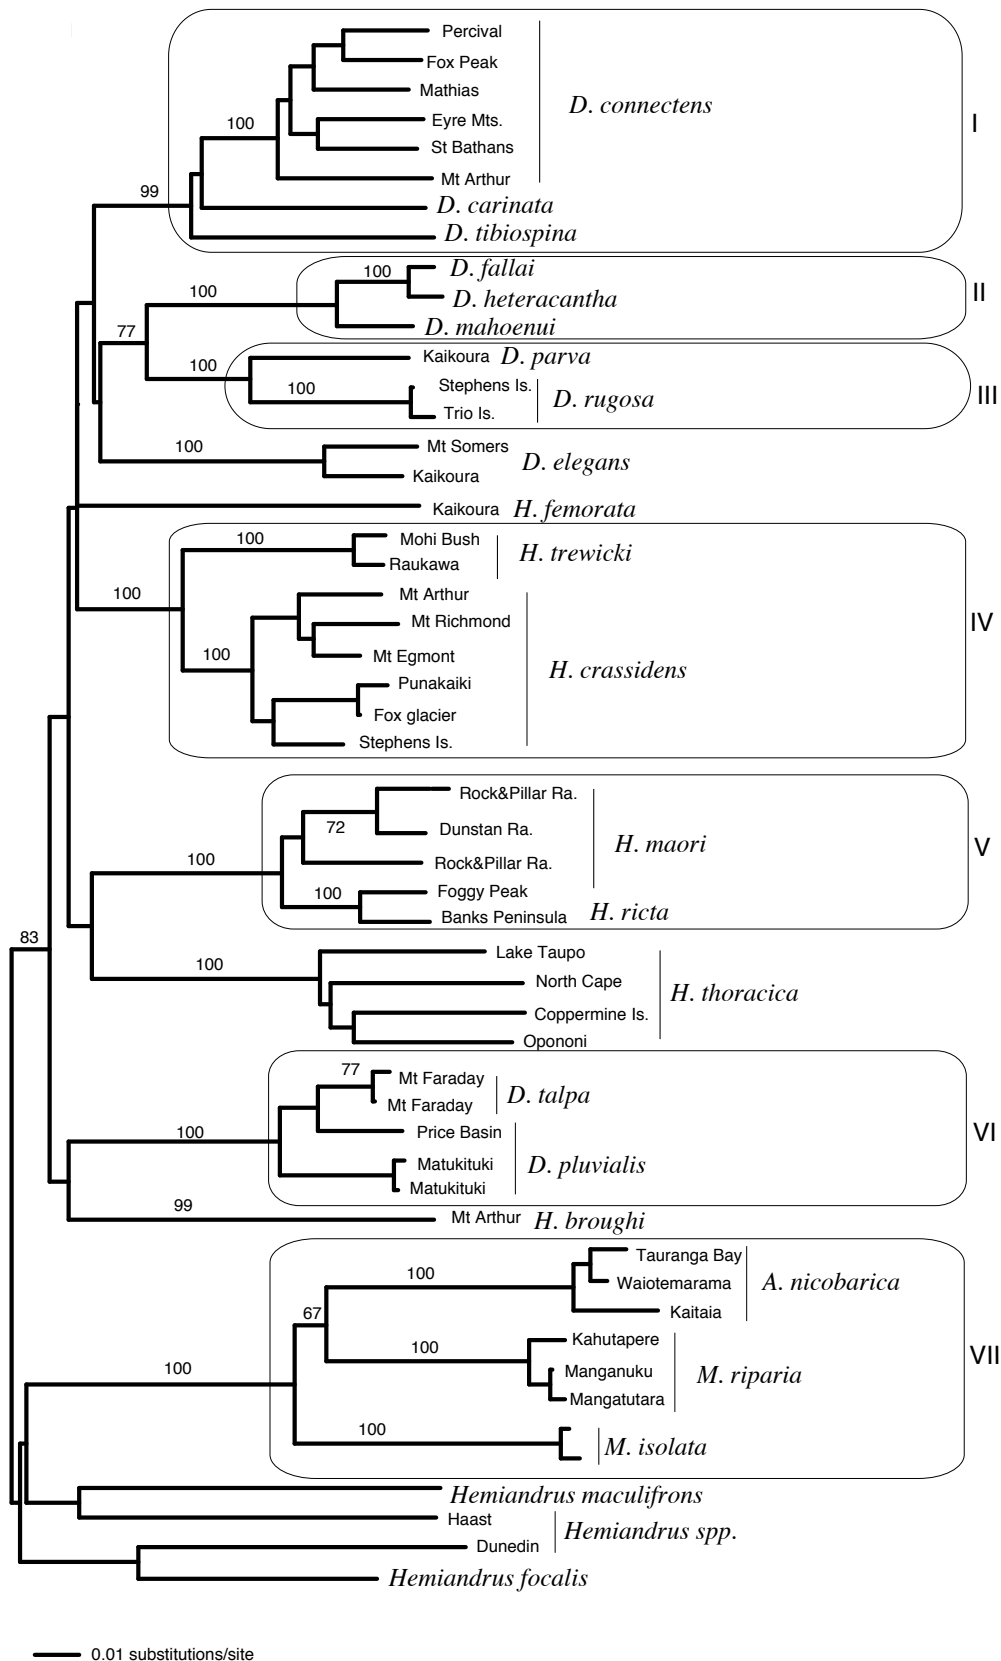 Percival
Fox Peak
Mathias
D. connectens
100
Eyre Mts.
I
St Bathans
Mt Arthur
99
D. carinata
D. tibiospina
100
D. fallai
100
D. heteracantha
II
77
D. mahoenui
Kaikoura D. parva
100
100
Stephens Is.
D. rugosa
III
Trio Is.
100
Mt Somers
D. elegans
Kaikoura
Kaikoura H. femorata
100
Mohi Bush
H. trewicki
Raukawa
100
Mt Arthur
Mt Richmond
IV
100
Mt Egmont
H. crassidens
Punakaiki
Fox glacier
Stephens Is.
Rock&Pillar Ra.
72
Dunstan Ra.
H. maori
V
100
Rock&Pillar Ra.
100
Foggy Peak
Banks Peninsula H. ricta
83
Lake Taupo
100
North Cape
H. thoracica
Coppermine Is.
Opononi
77
Mt Faraday
D. talpa
Mt Faraday
100
Price Basin
VI
Matukituki
D. pluvialis
Matukituki
99
Mt Arthur H. broughi
Tauranga Bay
100
Waiotemarama
A. nicobarica
Kaitaia
67
Kahutapere
100
VII
100
Manganuku
M. riparia
Mangatutara
100
M. isolata
Hemiandrus maculifrons
Haast
Hemiandrus spp.
Dunedin
Hemiandrus focalis
0.01 substitutions/site